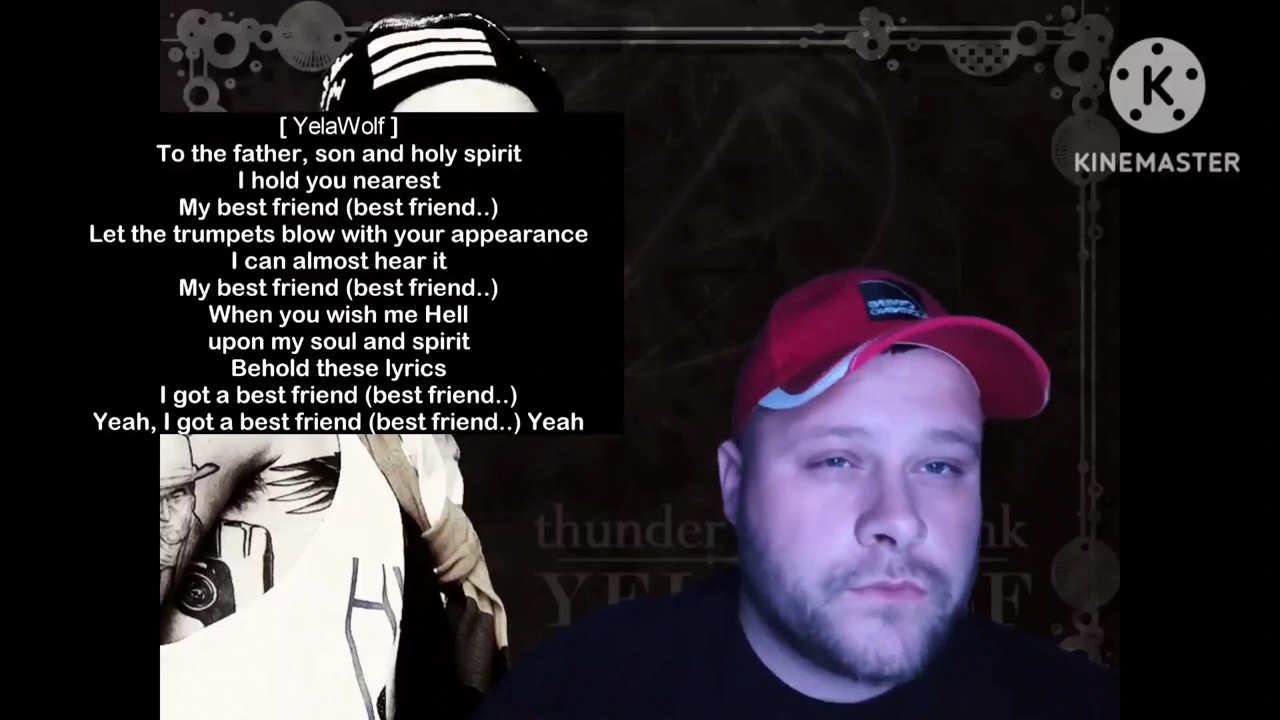 [ YelaWolf ]
To the father, son and holy spirit
I hold you nearest
My best friend (best friend..)
Let the trumpets blow with your appearance
I can almost hear it
My best friend (best friend..)
When you wish me Hell
upon my soul and spirit
Behold these lyrics
I got a best friend (best friend..)
Yeah, I got a best friend (best friend..) Yeah
K
KINEMASTER
thunder